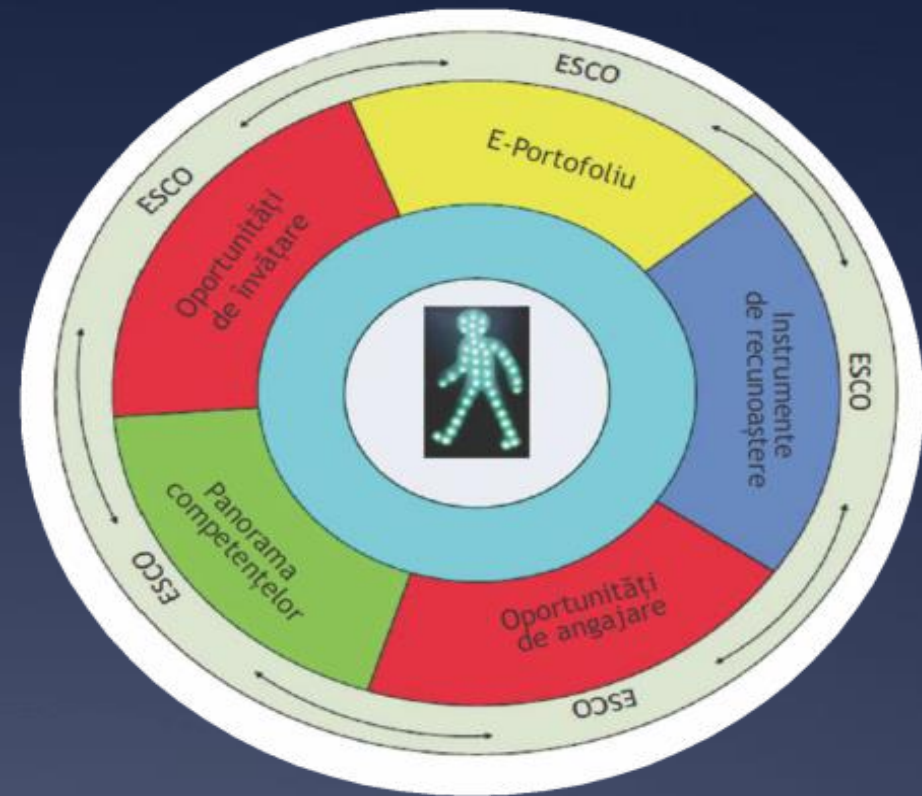 ESCO
E-Portofoliu
ESCO
Oportunități
de învățare
Instrumente
de recunoaștere
ESCO
Panorama
competențelor
ESCO
Oportunități
de angajare
ESCO